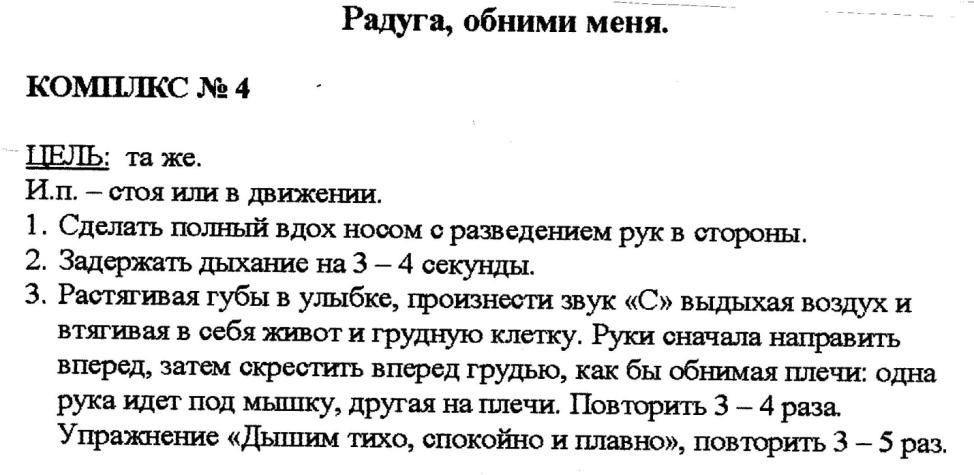 Радуга, обними меня.
КОМПЛКС № 4
ЦЕЛЬ: та же.
И.п. – стоя или в движении.
1. Сделать полный вдох носом с разведением рук в стороны.
2. Задержать дыхание на 3 – 4 секунды.
3. Растягивая губы в улыбке, произнести звук «С» выдыхая воздух и
втягивая в себя живот и грудную клетку. Руки сначала направить
вперед, затем скрестить вперед грудью, как бы обнимая плечи: одна
рука идет под мышку, другая на плечи. Повторить 3 – 4 раза.
Упражнение «Дышим тихо, спокойно и плавно», повторить 3 – 5 раз.